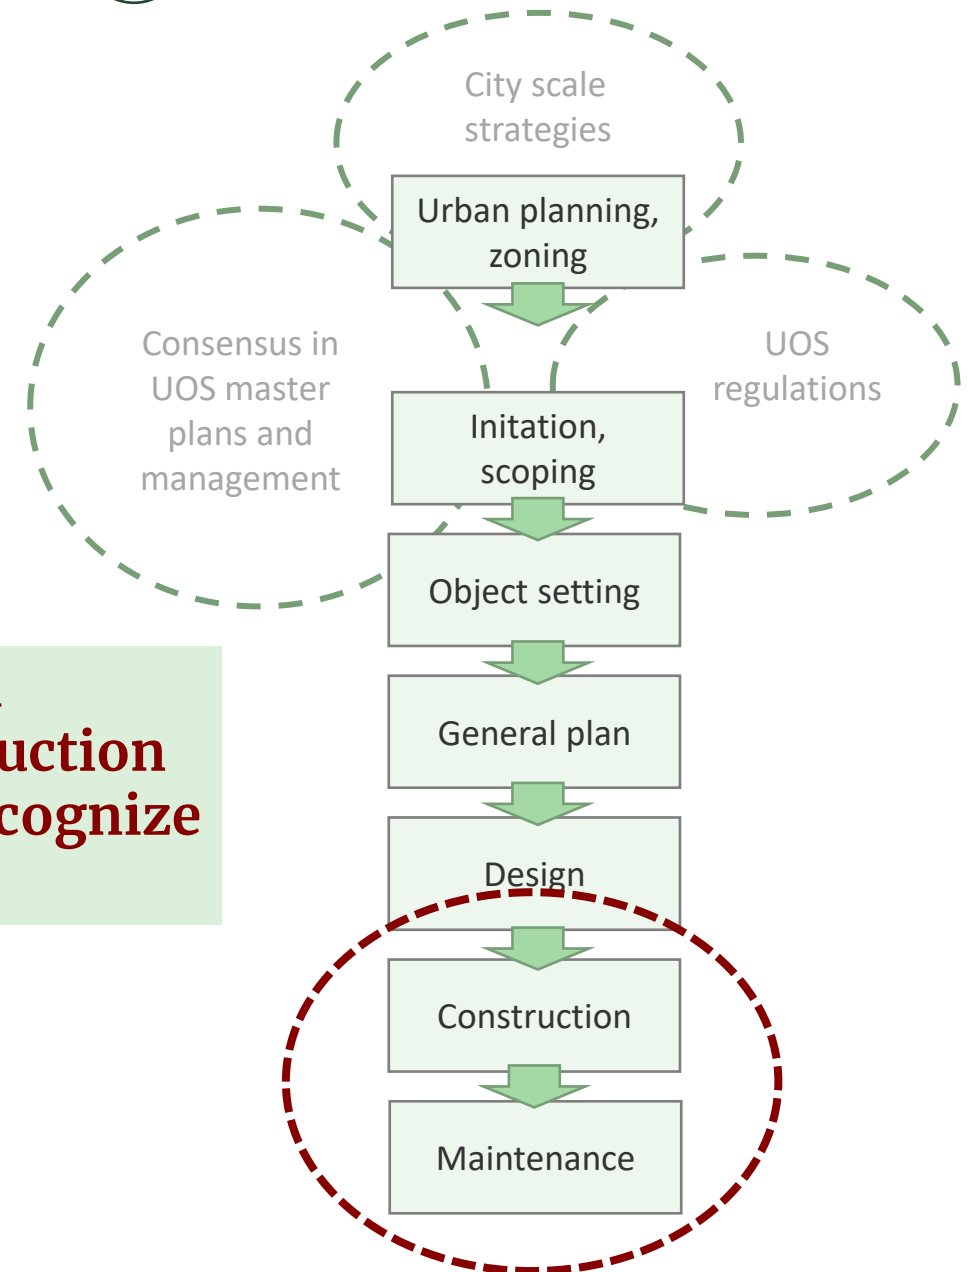 City scale
strategies
Urban planning,
zoning
Consensus in
UOS master
plans and
management
UOS
regulations
Initation,
scoping
Object setting
General plan
uction
cognize
Design
Construction
Maintenance